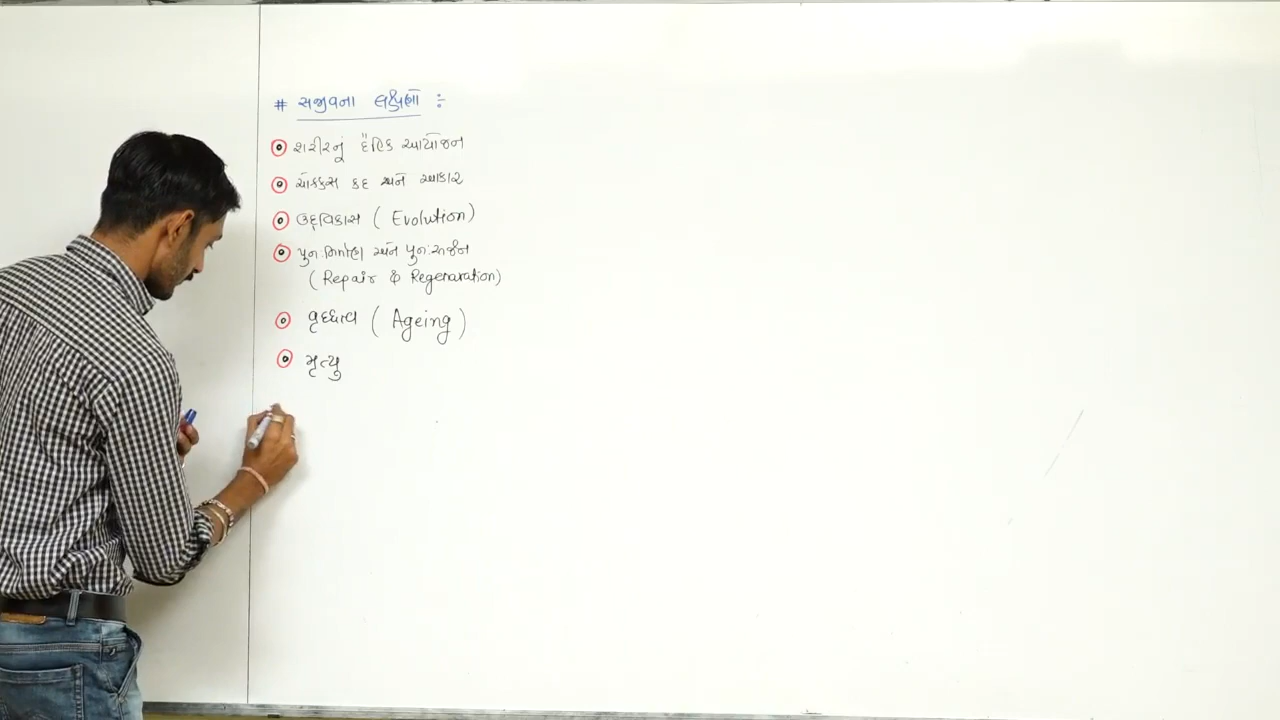 # સજીવના લક્ષણો :
શરીરનું દૈહિક આયોજન
ચોક્કસ કદ અને આકાર
ઉદ્દવિકાસ ( Evolution )
પુન:નિર્માણ અને પુન:સર્જન
( Repair & Regenaration )
વૃદ્ધત્વ ( Ageing )
મૃત્યુ